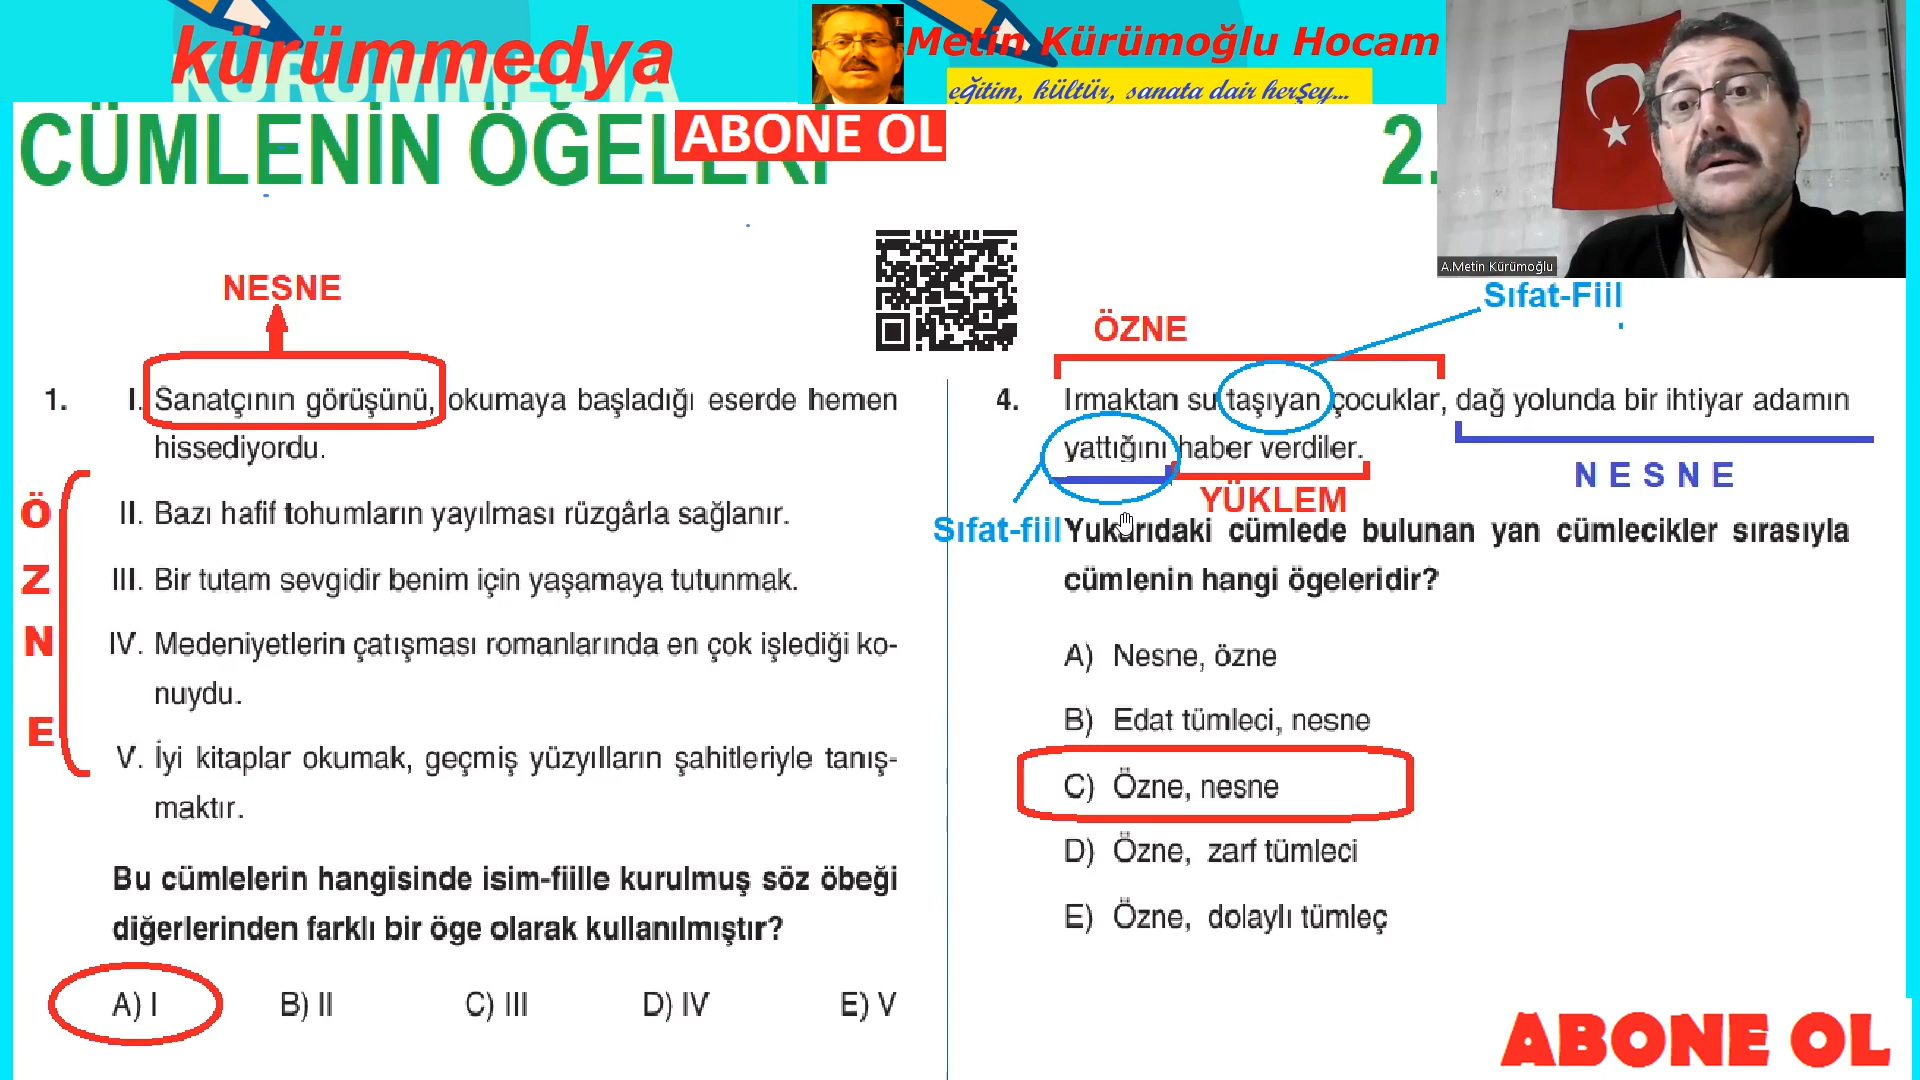 kürümmedya
KURUMMEDIA
Metin Kürümoğlu Hocam
eğitim, kültür, sanata dair herşey...
CÜMLENİN ÖĞELERİ
ABONE OL
2.
A.Metin Kürümoğlu
NESNE
1. I. Sanatçının görüşünü, okumaya başladığı eserde hemen
hissediyordu.
II. Bazı hafif tohumların yayılması rüzgârla sağlanır.
III. Bir tutam sevgidir benim için yaşamaya tutunmak.
IV. Medeniyetlerin çatışması romanlarında en çok işlediği ko-
nuydu.
V. İyi kitaplar okumak, geçmiş yüzyılların şahitleriyle tanış-
maktır.
Ö
Z
N
E
Bu cümlelerin hangisinde isim-fiille kurulmuş söz öbeği
diğerlerinden farklı bir öge olarak kullanılmıştır?
A) I B) II C) III D) IV E) V
Sıfat-Fiil
ÖZNE
4. Irmaktan su taşıyan çocuklar, dağ yolunda bir ihtiyar adamın
yattığını haber verdiler.
NESNE
YÜKLEM
Sıfat-fiil
Yukarıdaki cümlede bulunan yan cümlecikler sırasıyla
cümlenin hangi ögeleridir?
A) Nesne, özne
B) Edat tümleci, nesne
C) Özne, nesne
D) Özne, zarf tümleci
E) Özne, dolaylı tümleç
ABONE OL